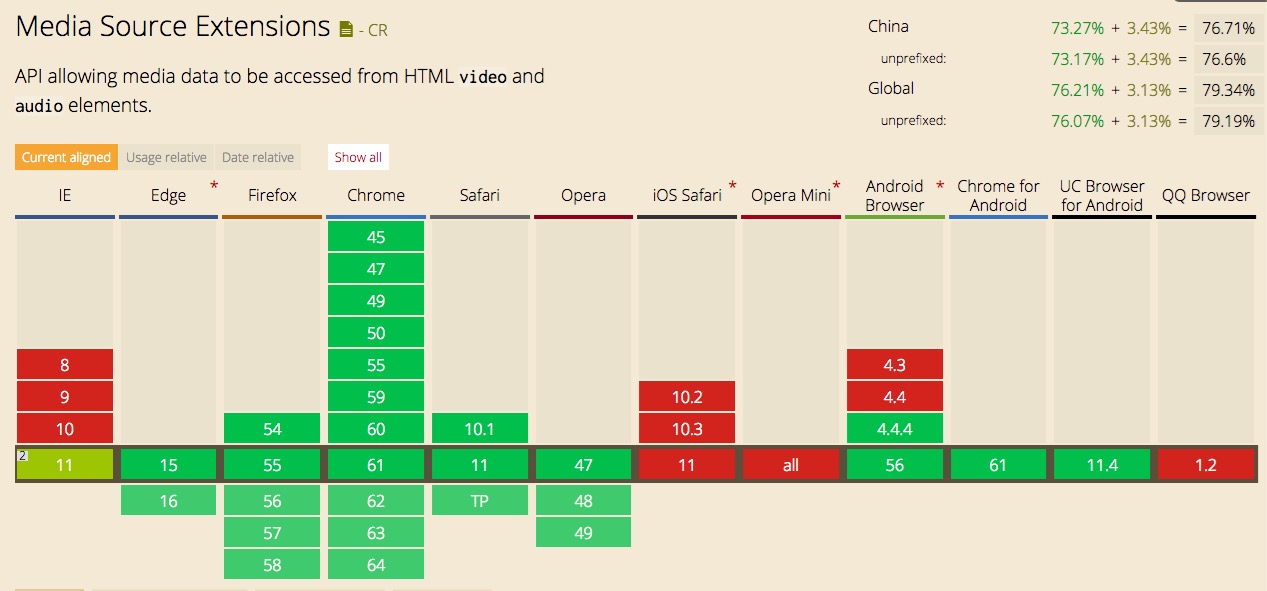 Media Source Extensions - CR
API allowing media data to be accessed from HTML video and
audio elements.
China 73.27% + 3.43% = 76.71%
unprefixed: 73.17% + 3.43% = 76.6%
Global 76.21% + 3.13% = 79.34%
unprefixed: 76.07% + 3.13% = 79.19%
Current aligned Usage relative Date relative Show all
IE Edge * Firefox Chrome Safari Opera iOS Safari * Opera Mini * Android Browser * Chrome for Android UC Browser for Android QQ Browser
45
47
49
50
8 55 4.3
9 59 10.2 4.4
10 54 60 10.1 10.3 4.4.4
2 11 15 55 61 11 47 11 all 56 61 11.4 1.2
16 56 62 TP 48
57 63 49
58 64